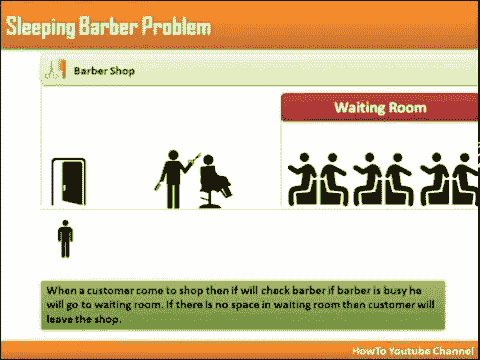 Sleeping Barber Problem
Barber Shop
Waiting Room
When a customer come to shop then if will check barber if barber is busy he
will go to waiting room. If there is no space in waiting room then customer will
leave the shop.
HowTo Youtube Channel